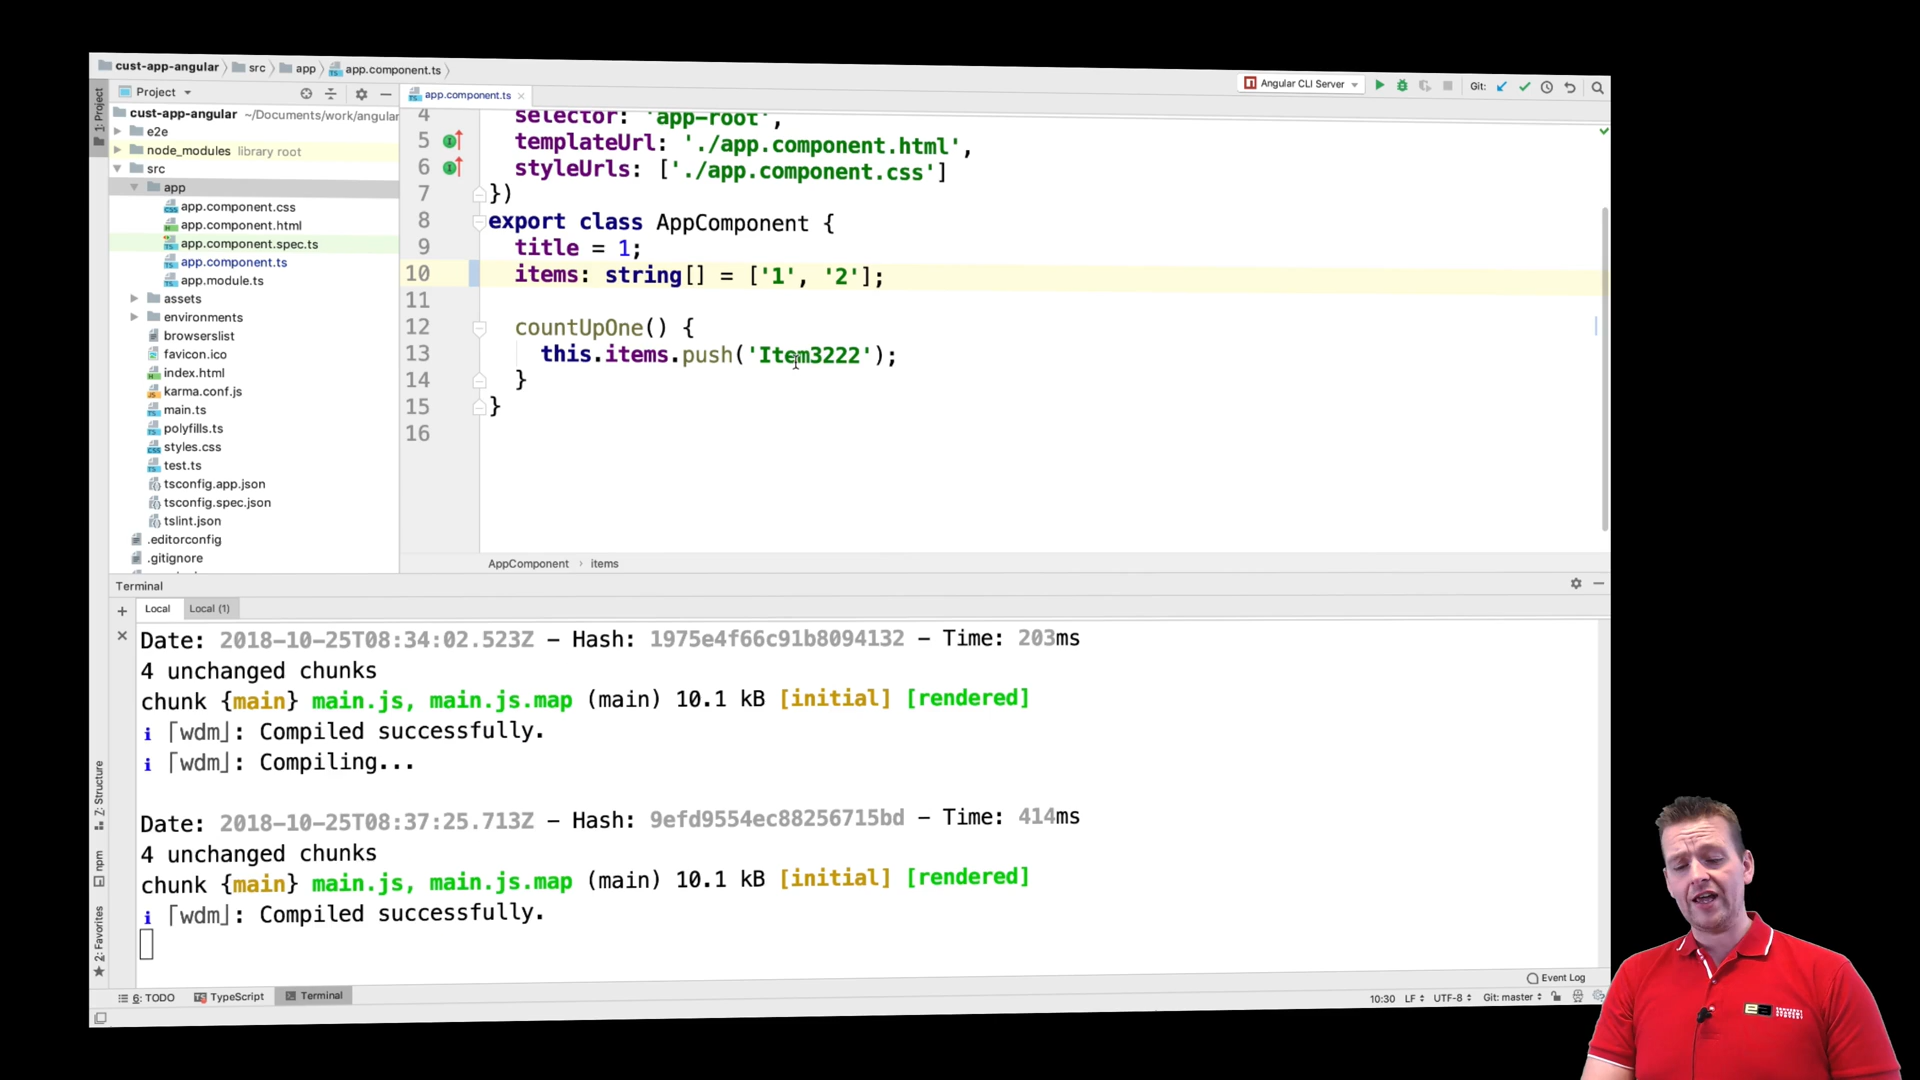 cust-app-angular
src
app
app.component.ts
Angular CLI Server
Git:
1: Project
Project
app.component.ts
cust-app-angular ~/Documents/work/angular
e2e
node_modules library root
src
app
app.component.css
app.component.html
app.component.spec.ts
app.component.ts
app.module.ts
assets
environments
browserslist
favicon.ico
index.html
karma.conf.js
main.ts
polyfills.ts
styles.css
test.ts
tsconfig.app.json
tsconfig.spec.json
tslint.json
.editorconfig
.gitignore
4 selector: 'app-root',
5 templateUrl: './app.component.html',
6 styleUrls: ['./app.component.css']
7 })
8 export class AppComponent {
9 title = 1;
10 items: string[] = ['1', '2'];
11
12 countUpOne() {
13 this.items.push('Item3222');
14 }
15 }
16
AppComponent › items
Terminal
Local
Local (1)
Date: 2018-10-25T08:34:02.523Z - Hash: 1975e4f66c91b8094132 - Time: 203ms
4 unchanged chunks
chunk {main} main.js, main.js.map (main) 10.1 kB [initial] [rendered]
i ｢wdm｣: Compiled successfully.
i ｢wdm｣: Compiling...
Date: 2018-10-25T08:37:25.713Z - Hash: 9efd9554ec88256715bd - Time: 414ms
4 unchanged chunks
chunk {main} main.js, main.js.map (main) 10.1 kB [initial] [rendered]
i ｢wdm｣: Compiled successfully.
7: Structure
npm
2: Favorites
Event Log
6: TODO
TypeScript
Terminal
10:30 LF UTF-8 Git: master